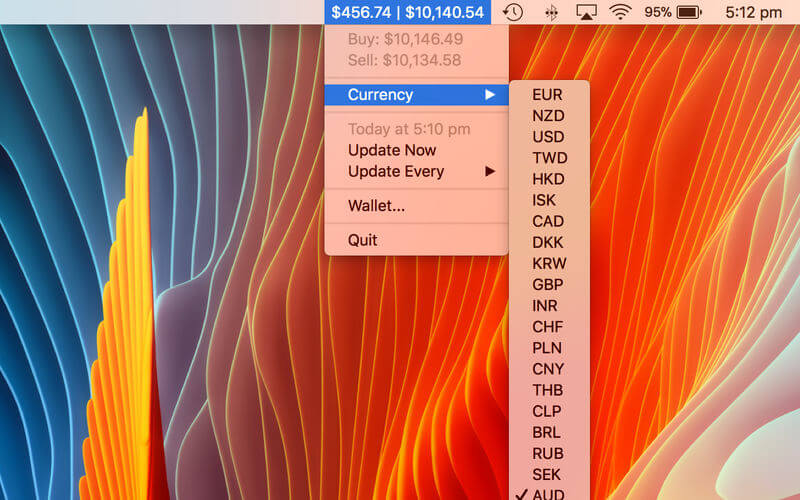 $456.74 | $10,140.54
95%
5:12 pm
Buy: $10,146.49
Sell: $10,134.58
Currency
Today at 5:10 pm
Update Now
Update Every
Wallet...
Quit
EUR
NZD
USD
TWD
HKD
ISK
CAD
DKK
KRW
GBP
INR
CHF
PLN
CNY
THB
CLP
BRL
RUB
SEK
AUD